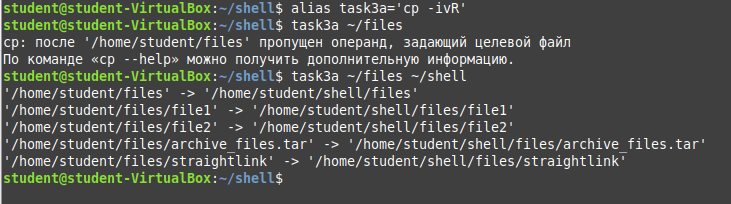 student@student-VirtualBox:~/shell$ alias task3a='cp -ivR'
student@student-VirtualBox:~/shell$ task3a ~/files
cp: после '/home/student/files' пропущен операнд, задающий целевой файл
По команде «cp --help» можно получить дополнительную информацию.
student@student-VirtualBox:~/shell$ task3a ~/files ~/shell
'/home/student/files' -> '/home/student/shell/files'
'/home/student/files/file1' -> '/home/student/shell/files/file1'
'/home/student/files/file2' -> '/home/student/shell/files/file2'
'/home/student/files/archive_files.tar' -> '/home/student/shell/files/archive_files.tar'
'/home/student/files/straightlink' -> '/home/student/shell/files/straightlink'
student@student-VirtualBox:~/shell$